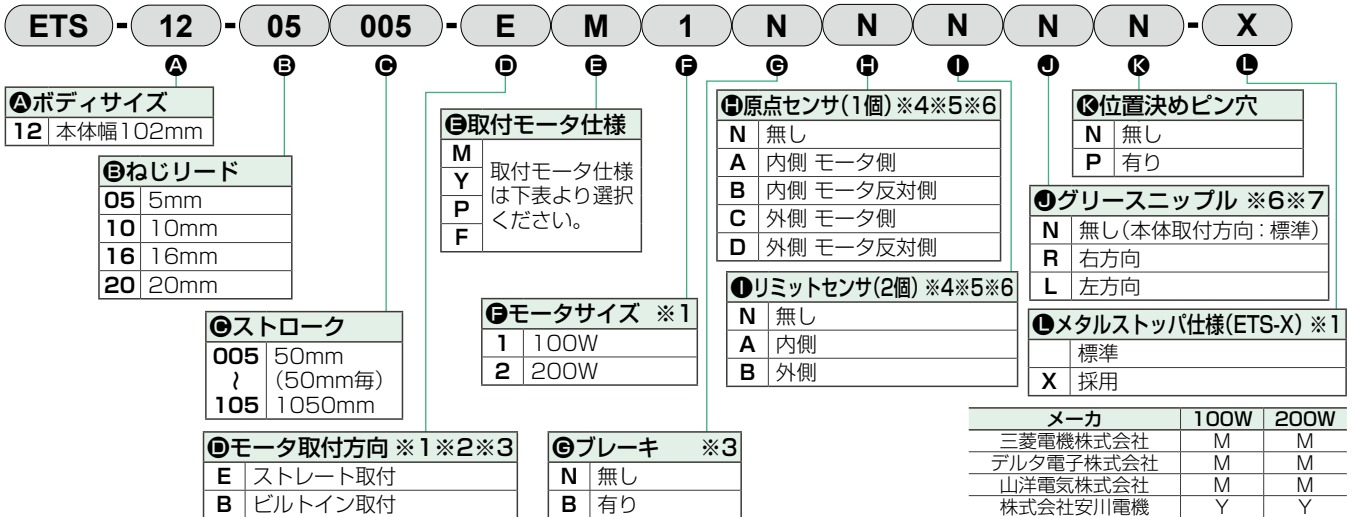 ETS - 12 - 05 005 - E M 1 N N N N N - X
A B C D E F G H I J K L
Aボディサイズ
12 本体幅102mm
Bねじリード
05 5mm
10 10mm
16 16mm
20 20mm
Cストローク
005 50mm
〜 (50mm毎)
105 1050mm
Dモータ取付方向 ※1※2※3
E ストレート取付
B ビルトイン取付
E取付モータ仕様
M
Y
P
F
取付モータ仕様
は下表より選択
ください。
Fモータサイズ ※1
1 100W
2 200W
Gブレーキ ※3
N 無し
B 有り
H原点センサ(1個)※4※5※6
N 無し
A 内側 モータ側
B 内側 モータ反対側
C 外側 モータ側
D 外側 モータ反対側
Iリミットセンサ(2個)※4※5※6
N 無し
A 内側
B 外側
Jグリースニップル ※6※7
N 無し(本体取付方向:標準)
R 右方向
L 左方向
K位置決めピン穴
N 無し
P 有り
Lメタルストッパ仕様(ETS-X) ※1
標準
X 採用
メーカ 100W 200W
三菱電機株式会社 M M
デルタ電子株式会社 M M
山洋電気株式会社 M M
株式会社安川電機 Y Y